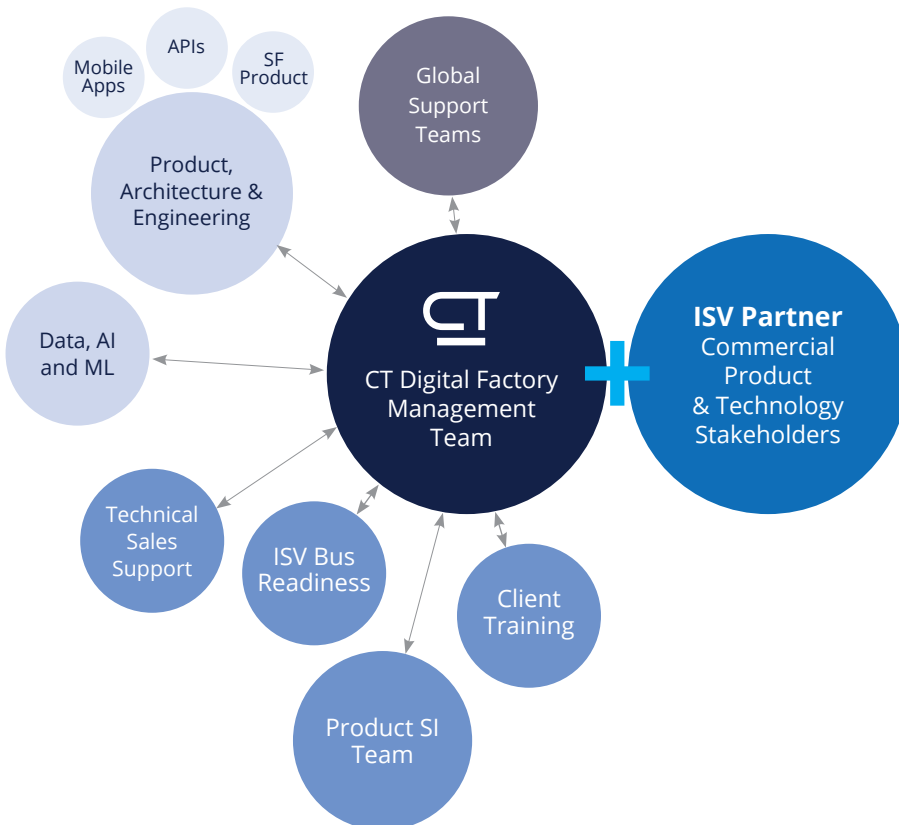 APIs
Mobile
Apps
SF
Product
Global
Support
Teams
Product,
Architecture &
Engineering
Data, AI
and ML
CT
CT Digital Factory
Management
Team
ISV Partner
Commercial
Product
& Technology
Stakeholders
Technical
Sales
Support
ISV Bus
Readiness
Client
Training
Product SI
Team